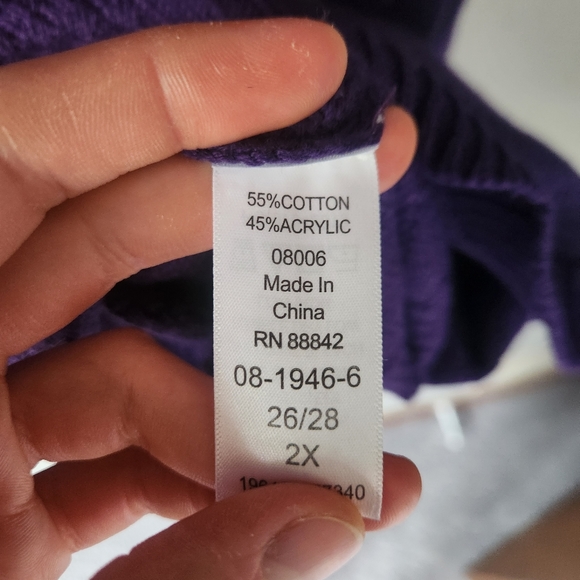 55%COTTON
45%ACRYLIC
08006
Made In
China
RN 88842
08-1946-6
26/28
2X